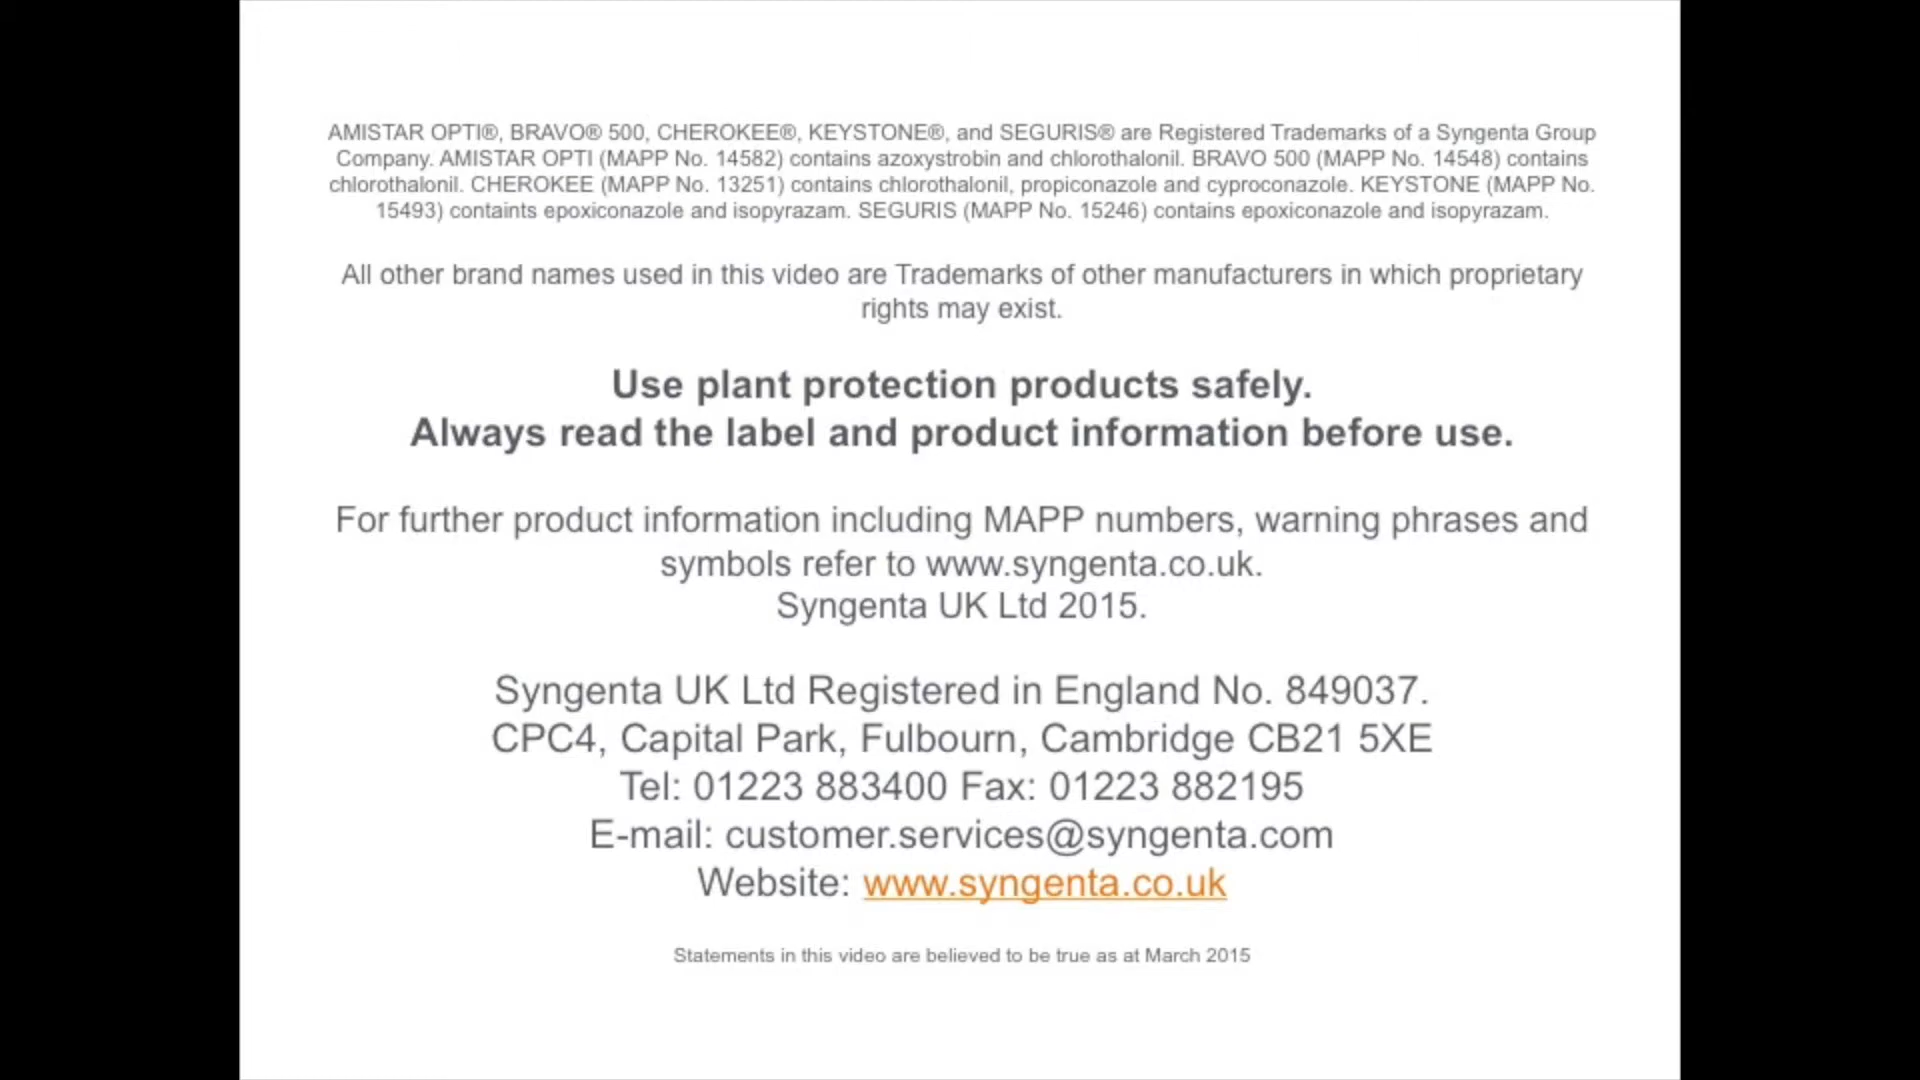 AMISTAR OPTI®, BRAVO® 500, CHEROKEE®, KEYSTONE®, and SEGURIS® are Registered Trademarks of a Syngenta Group
Company. AMISTAR OPTI (MAPP No. 14582) contains azoxystrobin and chlorothalonil. BRAVO 500 (MAPP No. 14548) contains
chlorothalonil. CHEROKEE (MAPP No. 13251) contains chlorothalonil, propiconazole and cyproconazole. KEYSTONE (MAPP No.
15493) containts epoxiconazole and isopyrazam. SEGURIS (MAPP No. 15246) contains epoxiconazole and isopyrazam.
All other brand names used in this video are Trademarks of other manufacturers in which proprietary
rights may exist.
Use plant protection products safely.
Always read the label and product information before use.
For further product information including MAPP numbers, warning phrases and
symbols refer to www.syngenta.co.uk.
Syngenta UK Ltd 2015.
Syngenta UK Ltd Registered in England No. 849037.
CPC4, Capital Park, Fulbourn, Cambridge CB21 5XE
Tel: 01223 883400 Fax: 01223 882195
E-mail: customer.services@syngenta.com
Website: www.syngenta.co.uk
Statements in this video are believed to be true as at March 2015